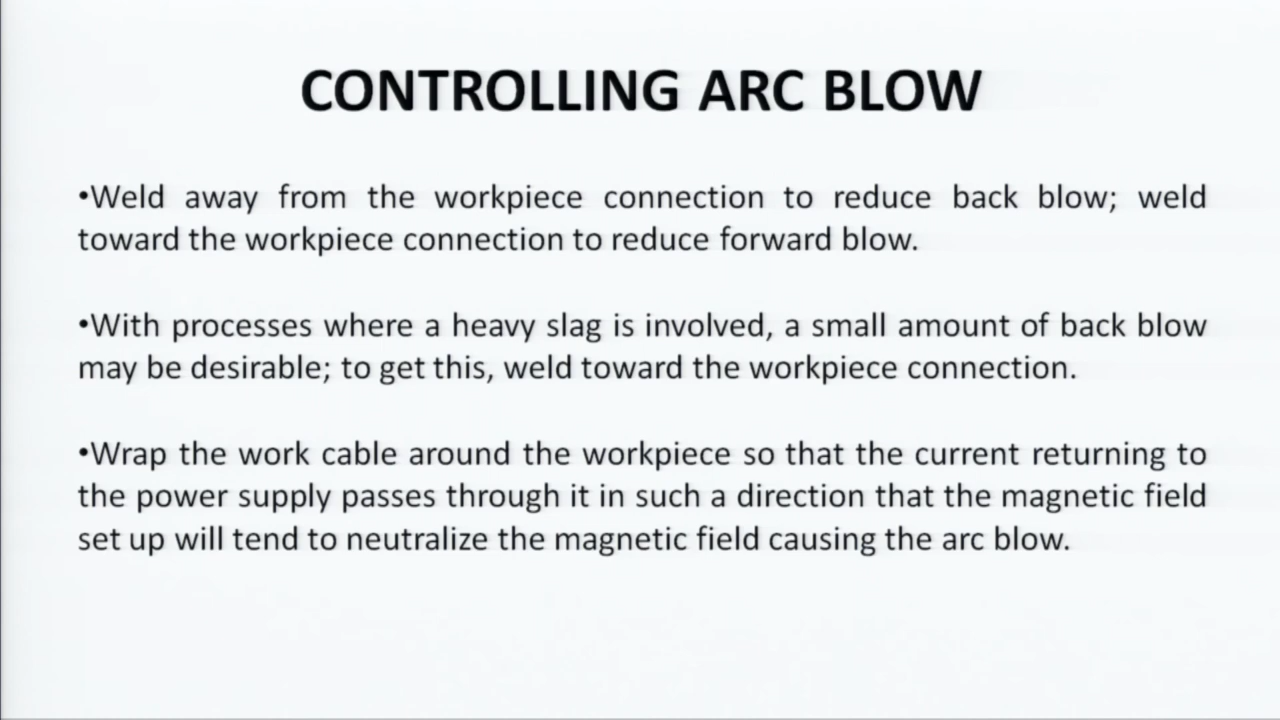 CONTROLLING ARC BLOW
•Weld away from the workpiece connection to reduce back blow; weld
toward the workpiece connection to reduce forward blow.
•With processes where a heavy slag is involved, a small amount of back blow
may be desirable; to get this, weld toward the workpiece connection.
•Wrap the work cable around the workpiece so that the current returning to
the power supply passes through it in such a direction that the magnetic field
set up will tend to neutralize the magnetic field causing the arc blow.